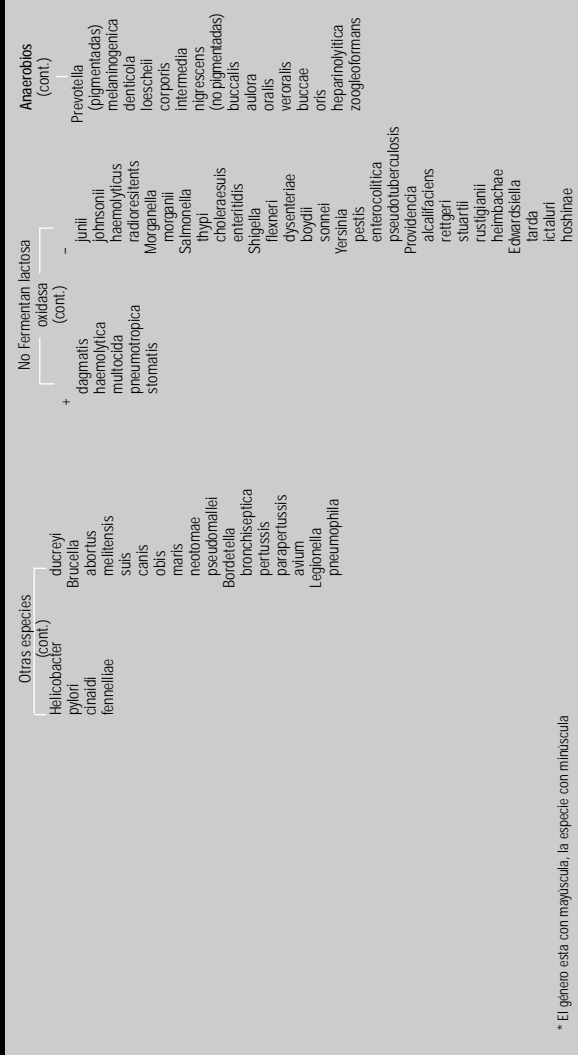 Otras especies
(cont.)
Helicobacter
pylori
cinaidi
fennelliae
ducreyi
Brucella
abortus
melitensis
suis
canis
obis
maris
neotomae
pseudomallei
Bordetella
bronchiseptica
pertussis
parapertussis
avium
Legionella
pneumophila
No Fermentan lactosa
oxidasa
(cont.)
+
dagmatis
haemolytica
multocida
pneumotropica
stomatis
–
junii
johnsonii
haemolyticus
radioresitents
Morganella
morganii
Salmonella
thypi
choleraesuis
enteritidis
Shigella
flexneri
dysenteriae
boydii
sonnei
Yersinia
pestis
enterocolitica
pseudotuberculosis
Providencia
alcalifaciens
rettgeri
stuartii
rustigianii
heimbachae
Edwardsiella
tarda
ictaluri
hoshinae
Anaerobios
(cont.)
Prevotella
(pigmentadas)
melaninogenica
denticola
loescheii
corporis
intermedia
nigrescens
(no pigmentadas)
buccalis
aulora
oralis
veroralis
buccae
oris
heparinolyitica
zoogleoformans
* El género esta con mayúscula, la especie con minúscula